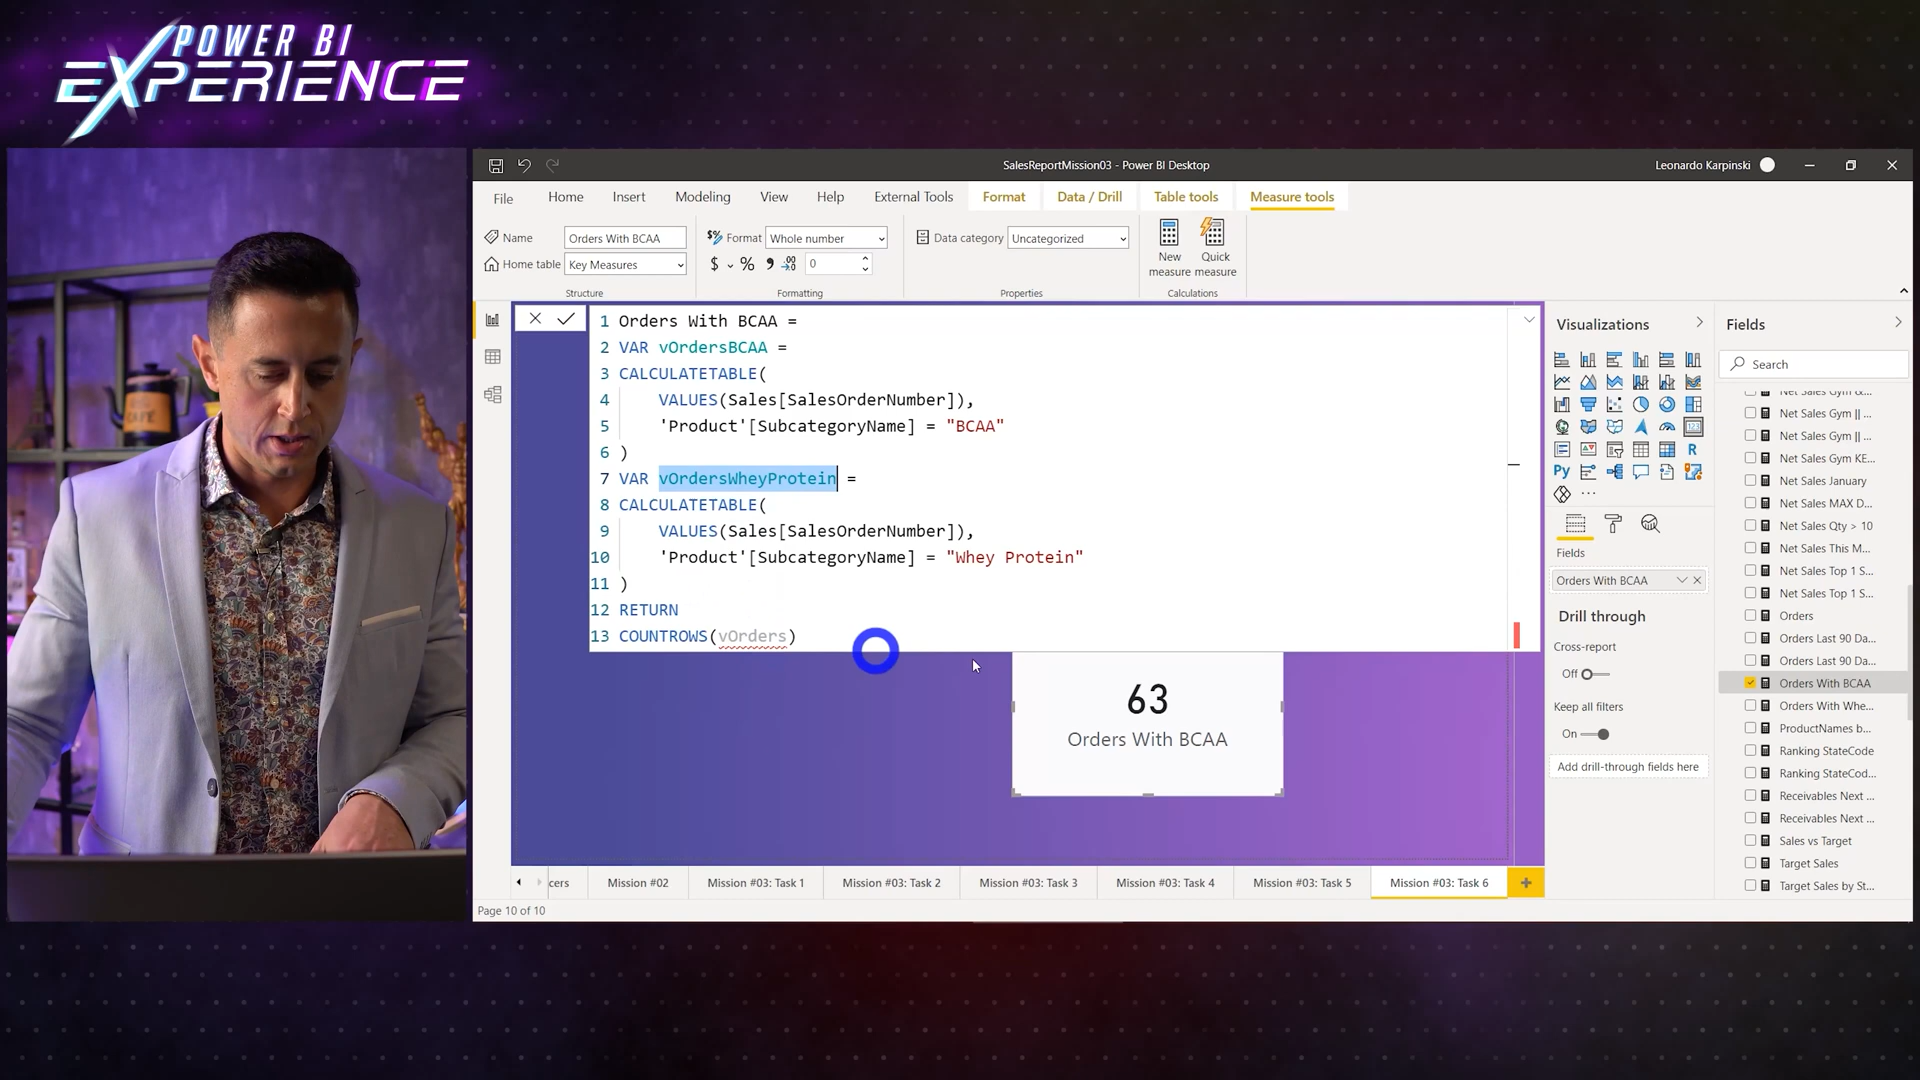 POWER BI
EXPERIENCE
SalesReportMission03 - Power BI Desktop
Leonardo Karpinski
File
Home
Insert
Modeling
View
Help
External Tools
Format
Data / Drill
Table tools
Measure tools
Name
Orders With BCAA
Format
Whole number
Data category
Uncategorized
Home table
Key Measures
$
%
0
New measure
Quick measure
Structure
Formatting
Properties
Calculations
1 Orders With BCAA =
2 VAR vOrdersBCAA =
3 CALCULATETABLE(
4 VALUES(Sales[SalesOrderNumber]),
5 'Product'[SubcategoryName] = "BCAA"
6 )
7 VAR vOrdersWheyProtein =
8 CALCULATETABLE(
9 VALUES(Sales[SalesOrderNumber]),
10 'Product'[SubcategoryName] = "Whey Protein"
11 )
12 RETURN
13 COUNTROWS(vOrders)
63
Orders With BCAA
Visualizations
R
Py
Fields
Orders With BCAA
Drill through
Cross-report
Off
Keep all filters
On
Add drill-through fields here
Fields
Search
Net Sales Gym || ...
Net Sales Gym || ...
Net Sales Gym KE...
Net Sales January
Net Sales MAX D...
Net Sales Qty > 10
Net Sales This M...
Net Sales Top 1 S...
Net Sales Top 1 S...
Orders
Orders Last 90 Da...
Orders Last 90 Da...
Orders With BCAA
Orders With Whe...
ProductNames b...
Ranking StateCode
Ranking StateCod...
Receivables Next ...
Receivables Next ...
Sales vs Target
Target Sales
Target Sales by St...
cers
Mission #02
Mission #03: Task 1
Mission #03: Task 2
Mission #03: Task 3
Mission #03: Task 4
Mission #03: Task 5
Mission #03: Task 6
Page 10 of 10